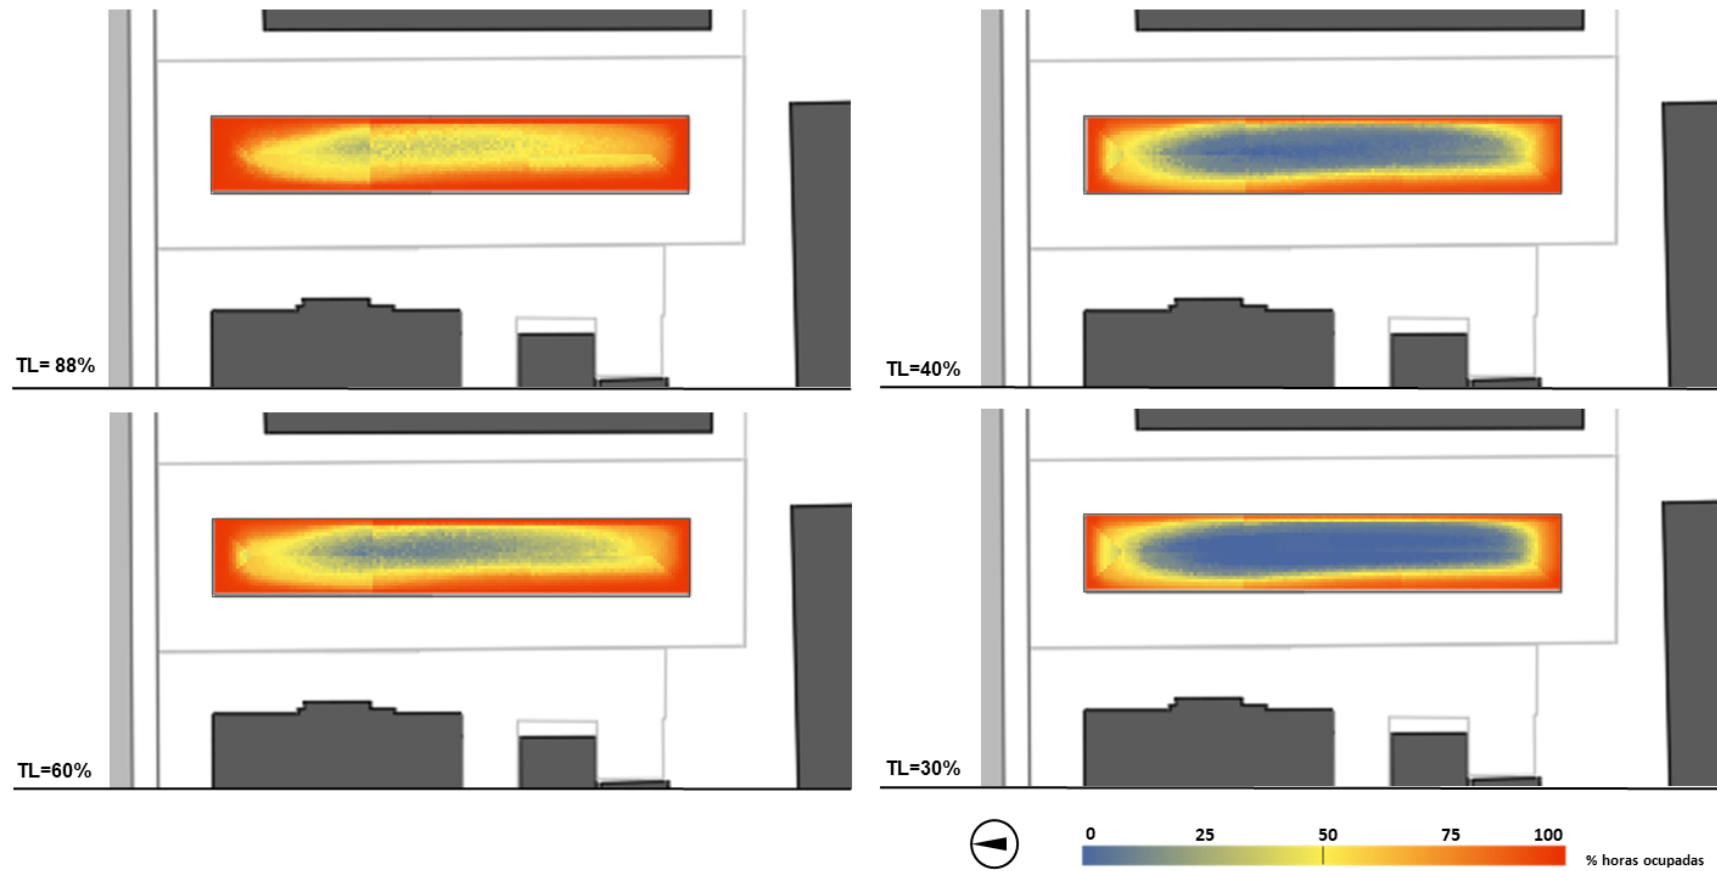 TL= 88%
TL=40%
TL=60%
TL=30%
0 25 50 75 100
% horas ocupadas